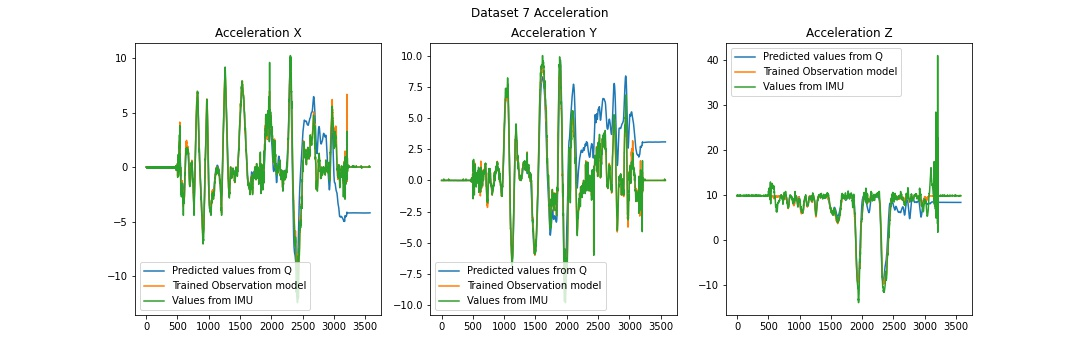 Dataset 7 Acceleration
Acceleration X
10
5
0
−5
−10
0 500 1000 1500 2000 2500 3000 3500
Predicted values from Q
Trained Observation model
Values from IMU
Acceleration Y
10.0
7.5
5.0
2.5
0.0
−2.5
−5.0
−7.5
−10.0
0 500 1000 1500 2000 2500 3000 3500
Predicted values from Q
Trained Observation model
Values from IMU
Acceleration Z
40
30
20
10
0
−10
0 500 1000 1500 2000 2500 3000 3500
Predicted values from Q
Trained Observation model
Values from IMU